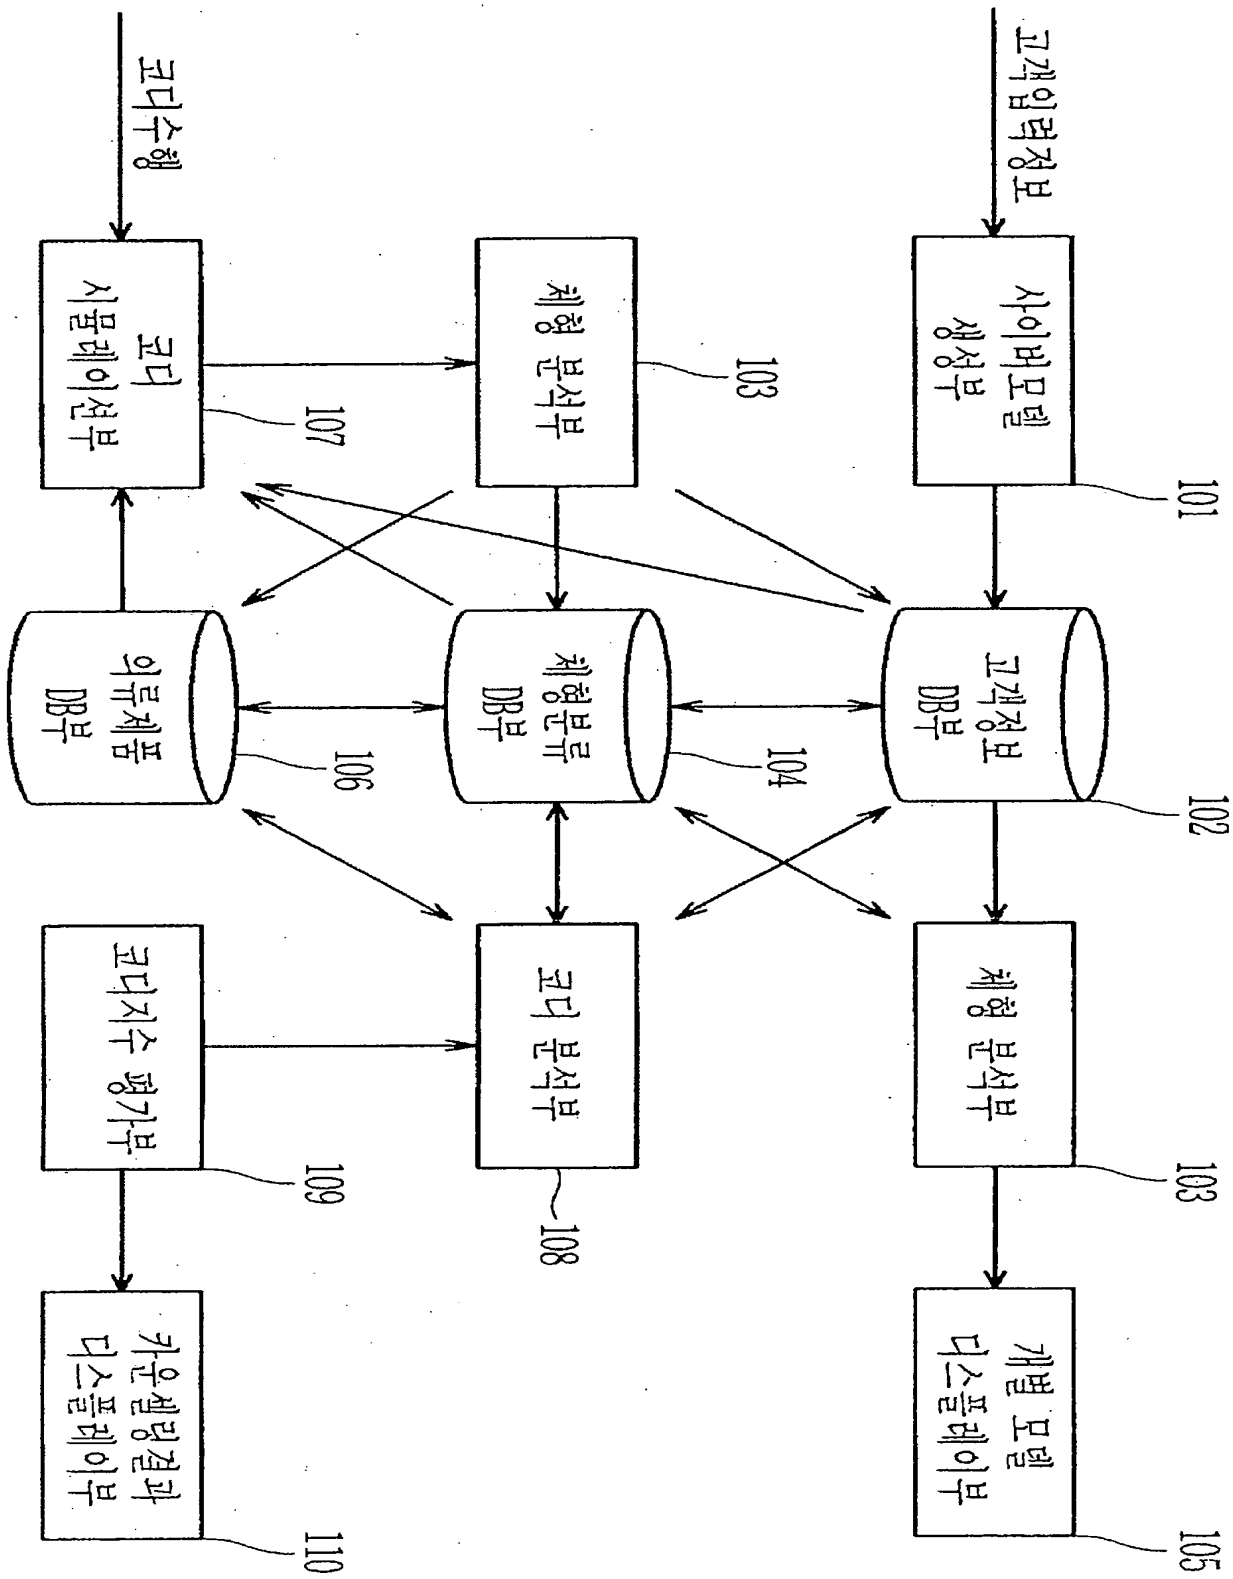 고객입력정보
사이버모델
생성부
101
고객정보
DB부
102
체형 분석부
103
개별 모델
디스플레이부
105
체형 분석부
103
체형분류
DB부
104
코디 분석부
108
코디수행
코디
시뮬레이션부
107
의류제품
DB부
106
코디지수 평가부
109
카운셀링결과
디스플레이부
110